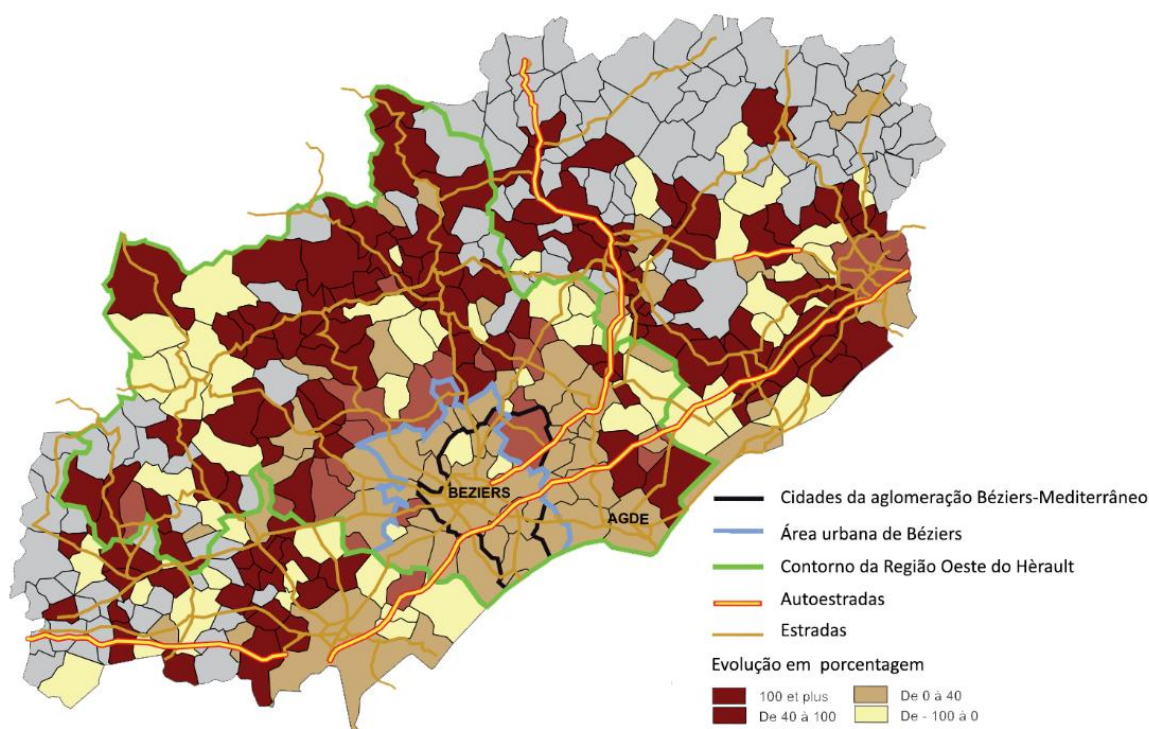 BEZIERS
AGDE
Cidades da aglomeração Béziers-Mediterrâneo
Área urbana de Béziers
Contorno da Região Oeste do Hèrault
Autoestradas
Estradas
Evolução em porcentagem
100 et plus
De 0 à 40
De 40 à 100
De - 100 à 0